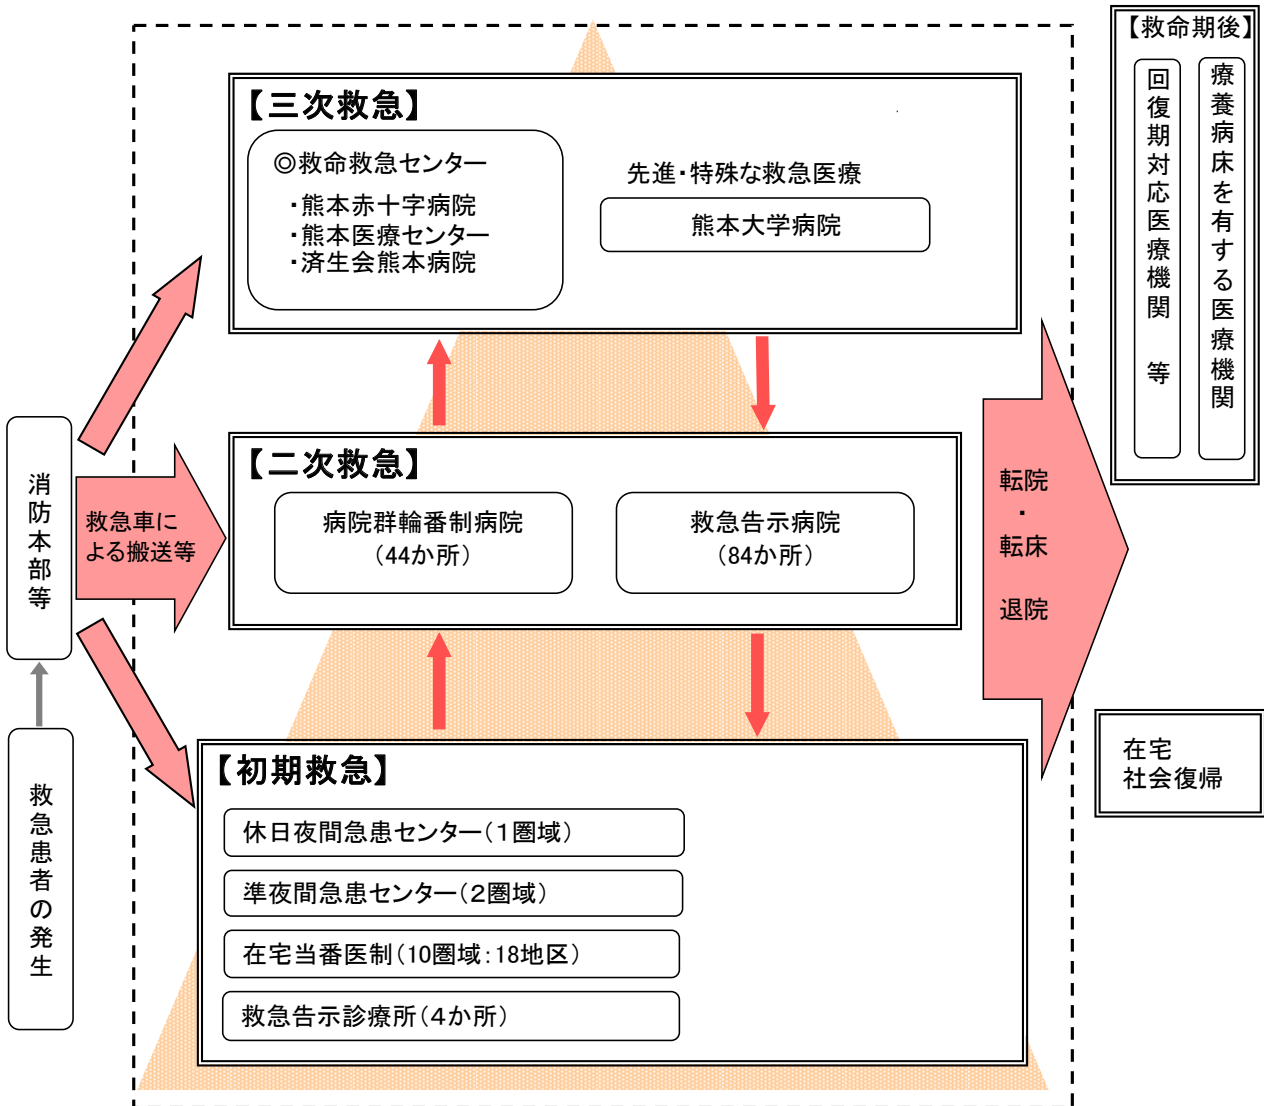 【三次救急】
◎救命救急センター
・熊本赤十字病院
・熊本医療センター
・済生会熊本病院
先進・特殊な救急医療
熊本大学病院
【救命期後】
回復期対応医療機関　等
療養病床を有する医療機関
消防本部等
救急車に
よる搬送等
【二次救急】
病院群輪番制病院
（44か所）
救急告示病院
（84か所）
転院
・
転床
退院
救急患者の発生
【初期救急】
休日夜間急患センター（１圏域）
準夜間急患センター（２圏域）
在宅当番医制（10圏域：18地区）
救急告示診療所（４か所）
在宅
社会復帰